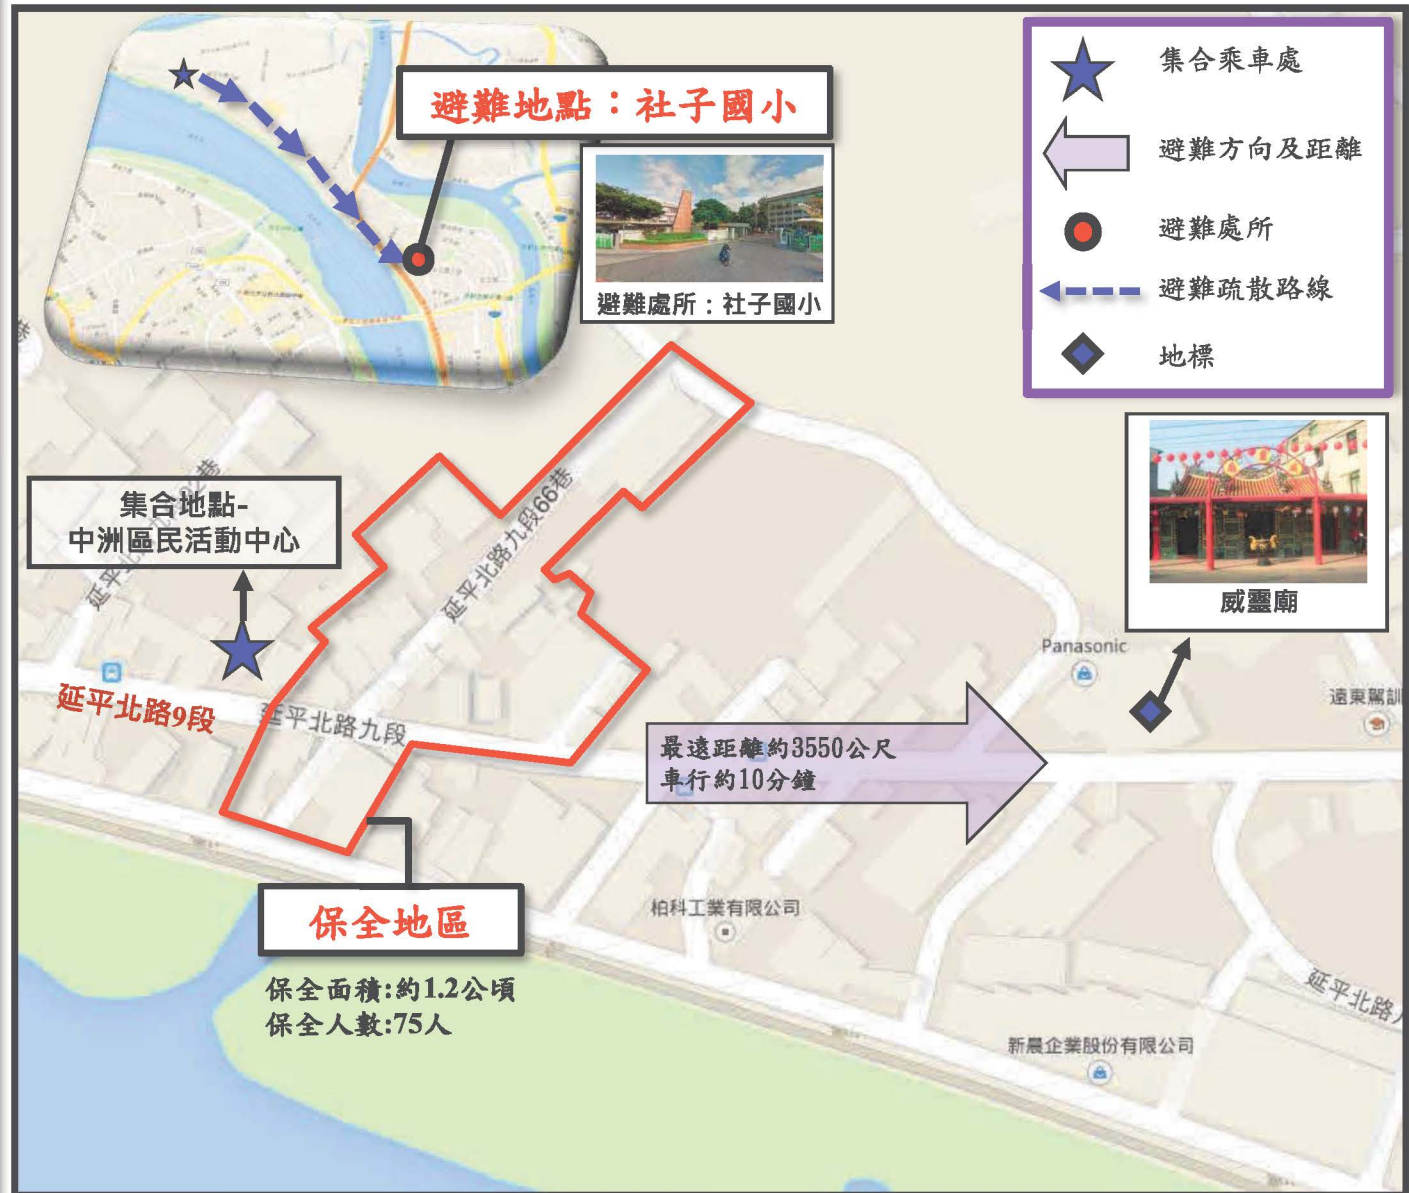 避難地點：社子國小
避難處所：社子國小
集合乘車處
避難方向及距離
避難處所
避難疏散路線
地標
集合地點-
中洲區民活動中心
延平北路九段66巷
威靈廟
Panasonic
遠東駕訓
延平北路9段
延平北路九段
最遠距離約3550公尺
車行約10分鐘
保全地區
保全面積:約1.2公頃
保全人數:75人
柏科工業有限公司
新晨企業股份有限公司
延平北路八